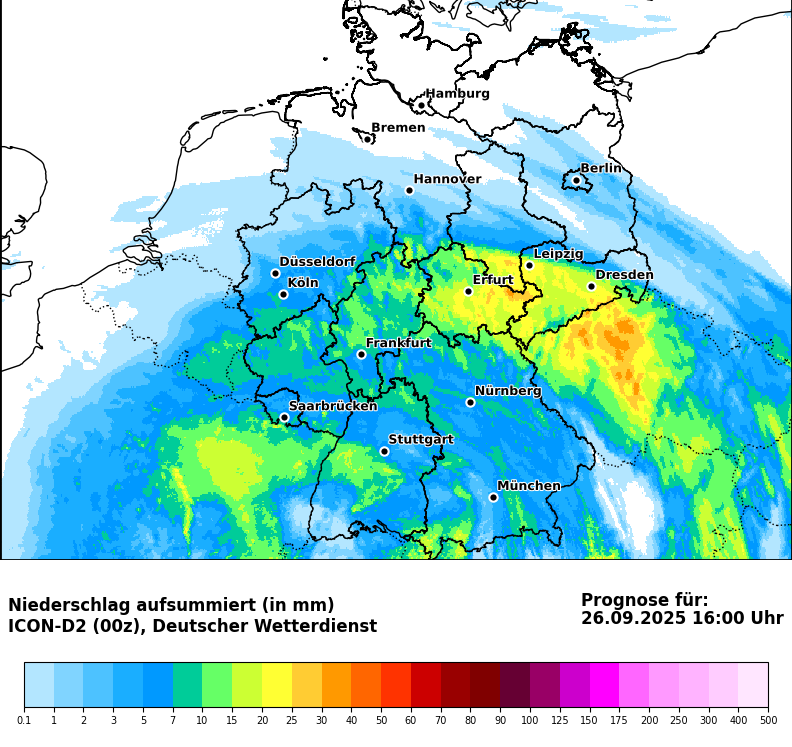 Hamburg
Bremen
Berlin
Hannover
Leipzig
Düsseldorf
Dresden
Köln
Erfurt
Frankfurt
Nürnberg
Saarbrücken
Stuttgart
München
Niederschlag aufsummiert (in mm)
ICON-D2 (00z), Deutscher Wetterdienst
Prognose für:
26.09.2025 16:00 Uhr
0.1 1 2 3 5 7 10 15 20 25 30 40 50 60 70 80 90 100 125 150 175 200 250 300 400 500